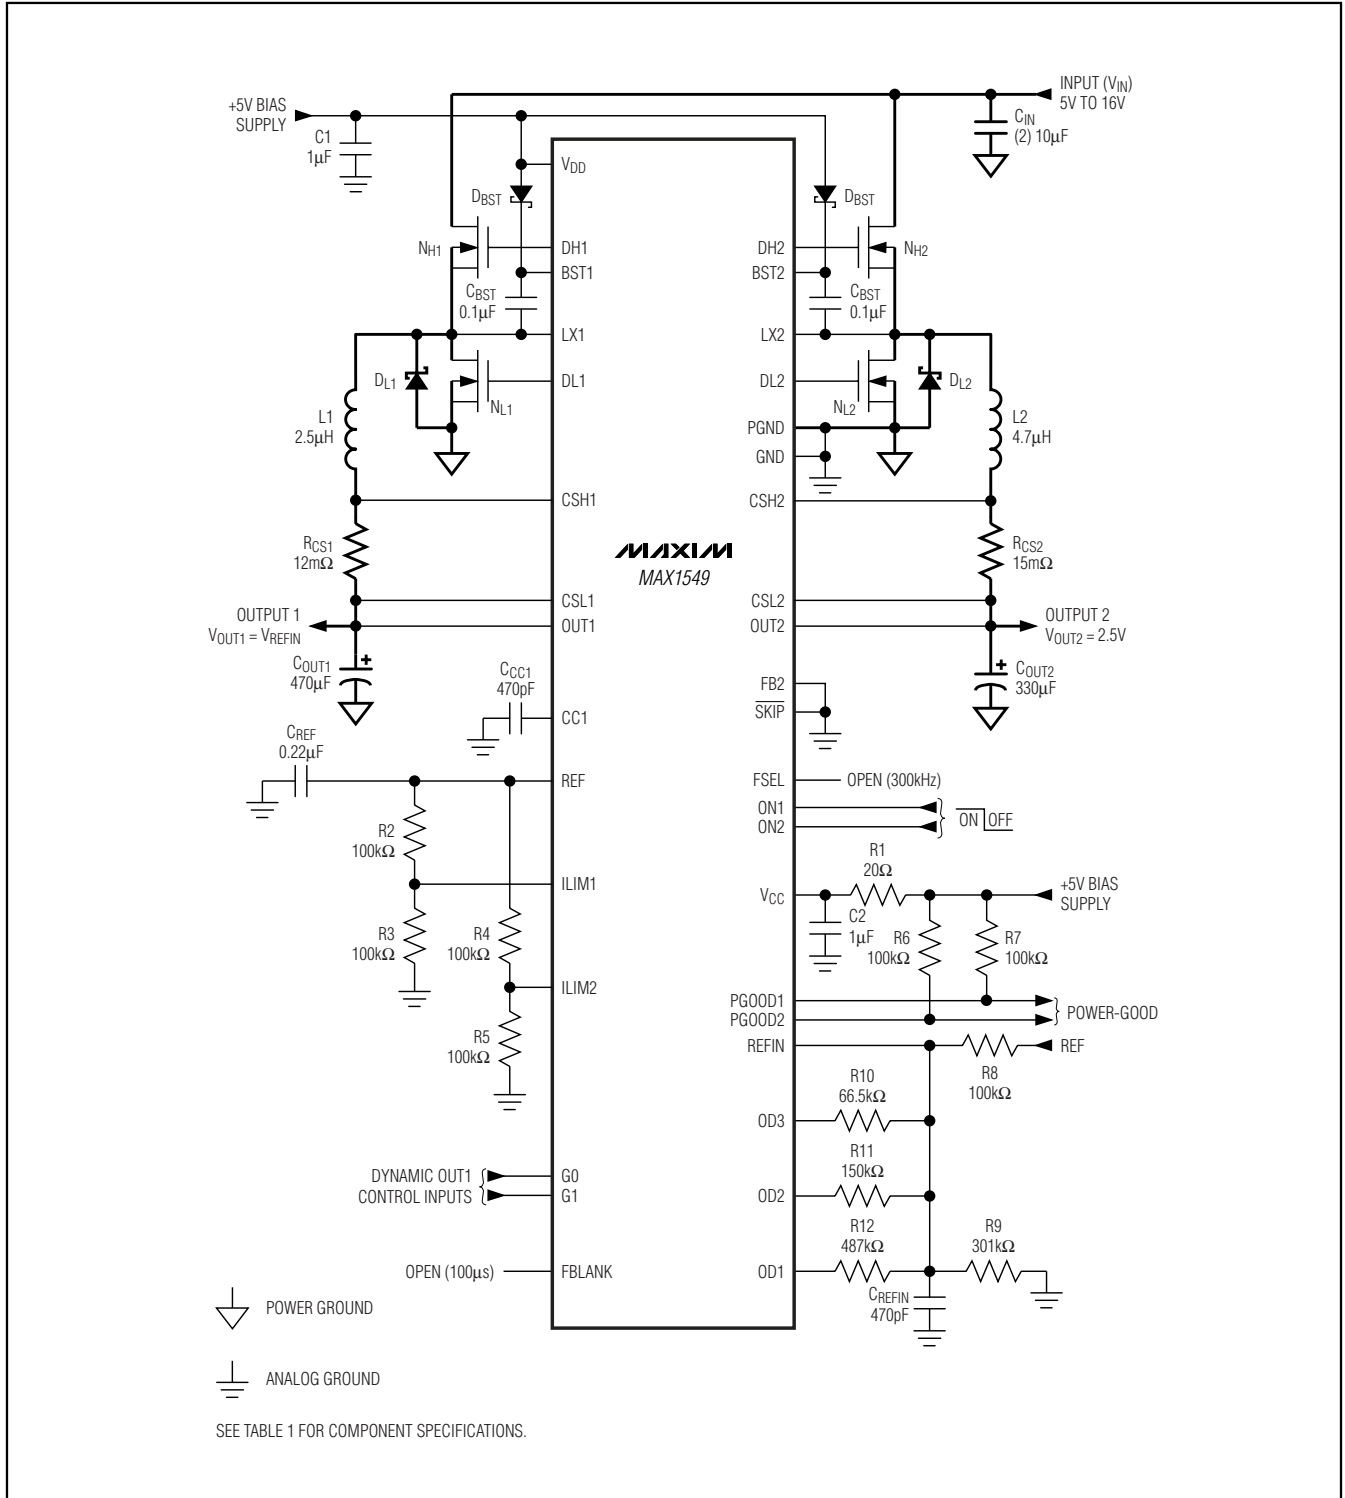 INPUT (VIN)
5V TO 16V
+5V BIAS
SUPPLY
C1
1µF
CIN
(2) 10µF
VDD
DBST
DBST
NH1
DH1
DH2
NH2
BST1
BST2
CBST
0.1µF
CBST
0.1µF
LX1
LX2
DL1
DL1
DL2
DL2
NL1
NL2
L1
2.5µH
L2
4.7µH
PGND
GND
CSH1
CSH2
RCS1
12mΩ
MAXIM
MAX1549
RCS2
15mΩ
CSL1
CSL2
OUTPUT 1
VOUT1 = VREFIN
OUT1
OUT2
OUTPUT 2
VOUT2 = 2.5V
COUT1
470µF
CCC1
470pF
CC1
FB2
SKIP
COUT2
330µF
CREF
0.22µF
REF
FSEL
OPEN (300kHz)
ON1
ON2
ON OFF
R2
100kΩ
ILIM1
R1
20Ω
VCC
+5V BIAS
SUPPLY
C2
1µF
R3
100kΩ
R4
100kΩ
R6
100kΩ
R7
100kΩ
ILIM2
PGOOD1
PGOOD2
POWER-GOOD
R5
100kΩ
REFIN
REF
R8
100kΩ
R10
66.5kΩ
OD3
R11
150kΩ
DYNAMIC OUT1
CONTROL INPUTS
G0
G1
OD2
R12
487kΩ
R9
301kΩ
OPEN (100µs)
FBLANK
OD1
CREFIN
470pF
POWER GROUND
ANALOG GROUND
SEE TABLE 1 FOR COMPONENT SPECIFICATIONS.